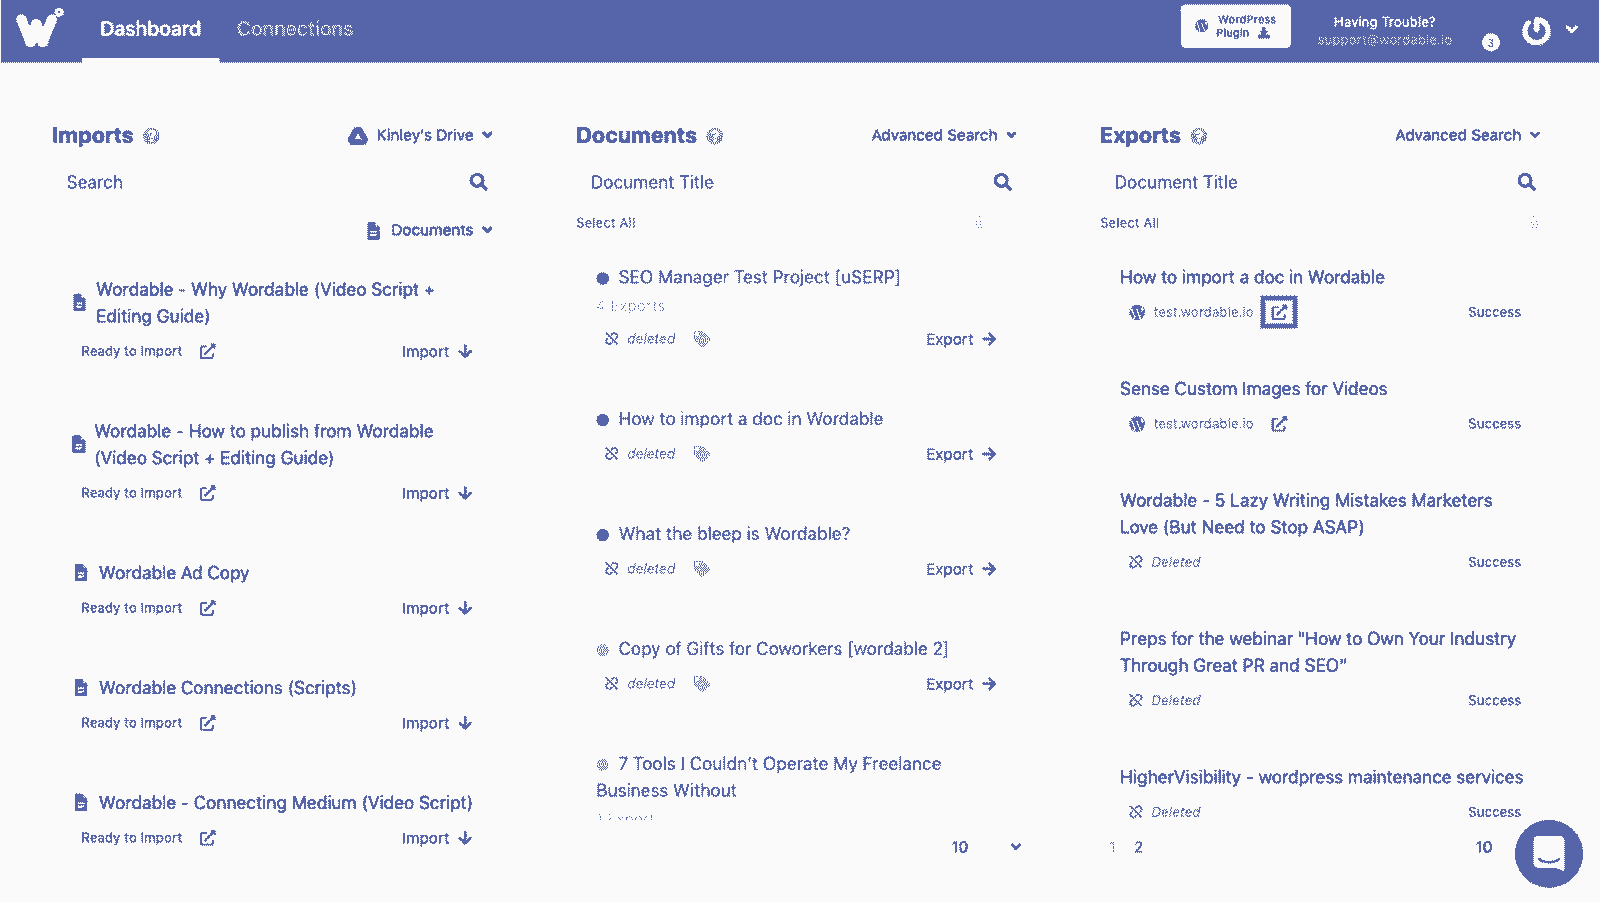 W
Dashboard
Connections
WordPress
Plugin
Having Trouble?
support@wordable.io
3
Imports
Kinley's Drive
Search
Documents
Wordable - Why Wordable (Video Script +
Editing Guide)
Ready to Import
Import
Wordable - How to publish from Wordable
(Video Script + Editing Guide)
Ready to Import
Import
Wordable Ad Copy
Ready to Import
Import
Wordable Connections (Scripts)
Ready to Import
Import
Wordable - Connecting Medium (Video Script)
Ready to Import
Import
Documents
Advanced Search
Document Title
Select All
SEO Manager Test Project [uSERP]
4 Exports
deleted
Export
How to import a doc in Wordable
deleted
Export
What the bleep is Wordable?
deleted
Export
Copy of Gifts for Coworkers [wordable 2]
deleted
Export
7 Tools I Couldn't Operate My Freelance
Business Without
1 Export
10
Exports
Advanced Search
Document Title
Select All
How to import a doc in Wordable
test.wordable.io
Success
Sense Custom Images for Videos
test.wordable.io
Success
Wordable - 5 Lazy Writing Mistakes Marketers
Love (But Need to Stop ASAP)
Deleted
Success
Preps for the webinar "How to Own Your Industry
Through Great PR and SEO"
Deleted
Success
HigherVisibility - wordpress maintenance services
Deleted
Success
1 2
10